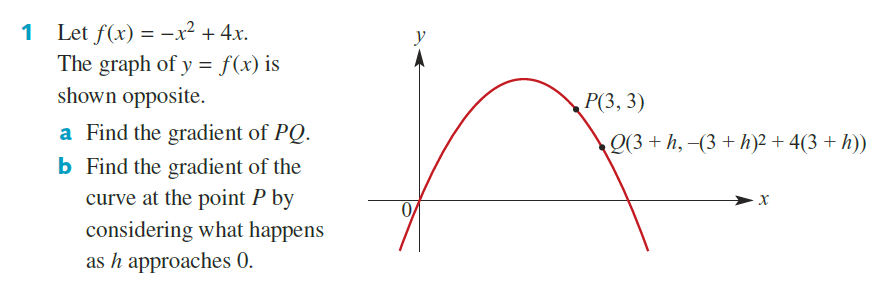 1 Let f(x) = −x² + 4x.
The graph of y = f(x) is
shown opposite.
a Find the gradient of PQ.
b Find the gradient of the
curve at the point P by
considering what happens
as h approaches 0.
y
P(3, 3)
Q(3 + h, −(3 + h)2 + 4(3 + h))
0
x